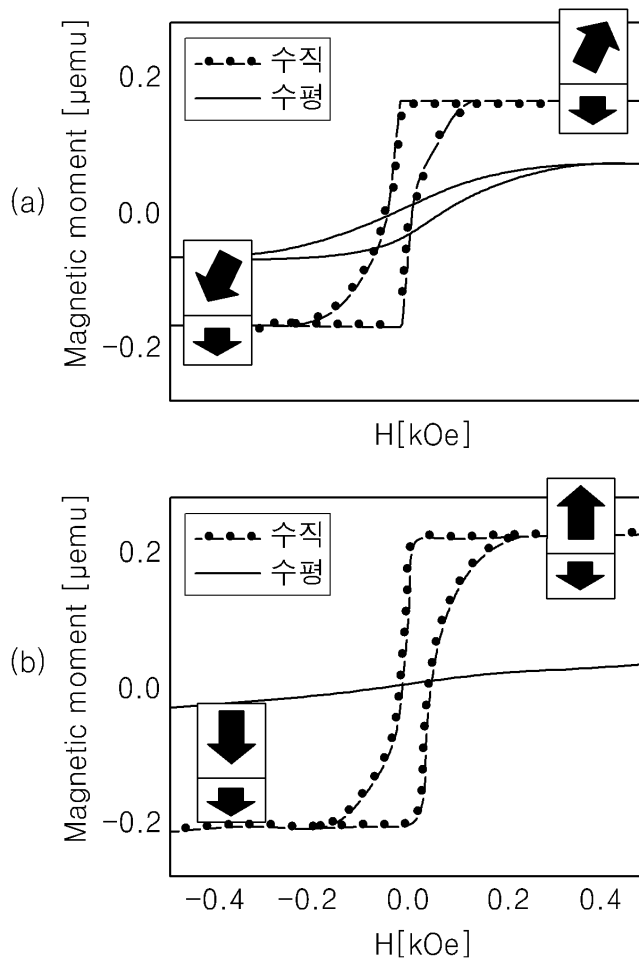 (a)
Magnetic moment [µemu]
0.2
0.0
−0.2
수직
수평
H[kOe]
(b)
Magnetic moment [µemu]
0.2
0.0
−0.2
수직
수평
−0.4 −0.2 0.0 0.2 0.4
H[kOe]